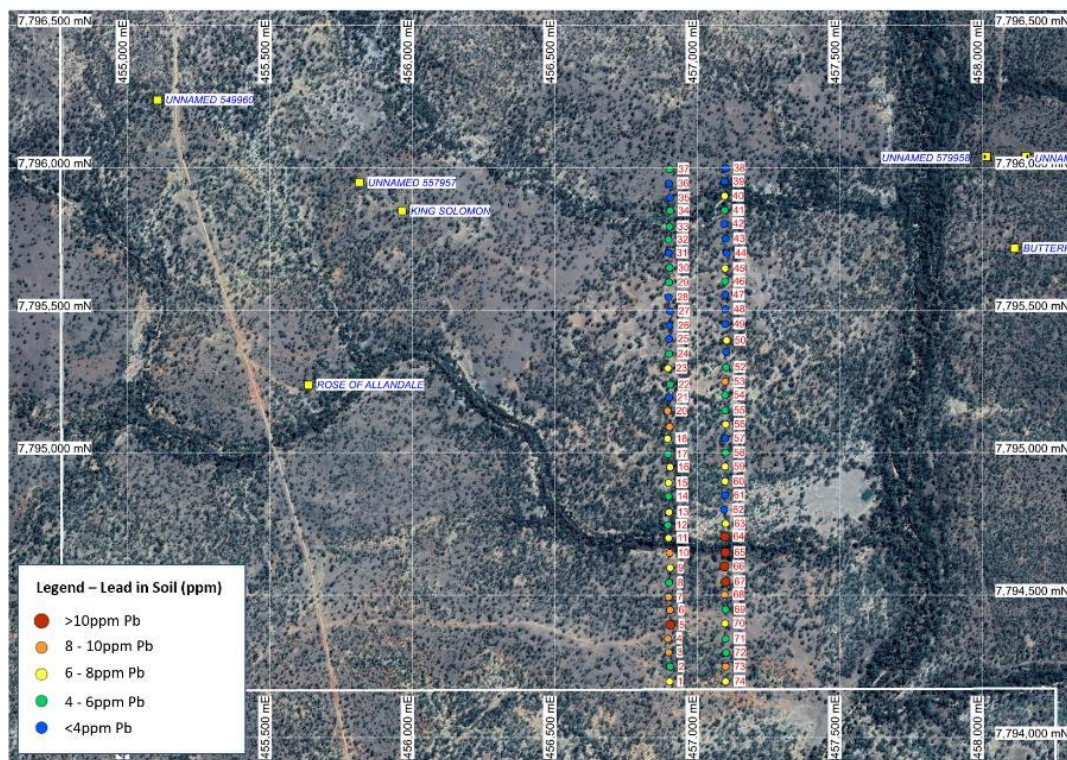 7,796,500 mN
455,000 mE
455,500 mE
456,000 mE
456,500 mE
457,000 mE
457,500 mE
458,000 mE
7,796,500 mN
UNNAMED 549960
UNNAMED 579958
UNNAM
7,796,000 mN
UNNAMED 557957
KING SOLOMON
BUTTERF
7,795,500 mN
7,795,500 mN
ROSE OF ALLANDALE
7,795,000 mN
7,795,000 mN
7,794,500 mN
37 38
36 39
35 40
34 41
33 42
32 43
31 44
30 45
29 46
28 47
27 48
26 49
25 50
24
23 52
22 53
21 54
20 55
56
18 57
17 58
16 59
15 60
14 61
13 62
12 63
11 64
10 65
9 66
8 67
7 68
6 69
5 70
4 71
3 72
2 73
1 74
Legend – Lead in Soil (ppm)
>10ppm Pb
8 - 10ppm Pb
6 - 8ppm Pb
4 - 6ppm Pb
<4ppm Pb
455,500 mE
456,000 mE
456,500 mE
457,000 mE
457,500 mE
458,000 mE
7,794,000 mN